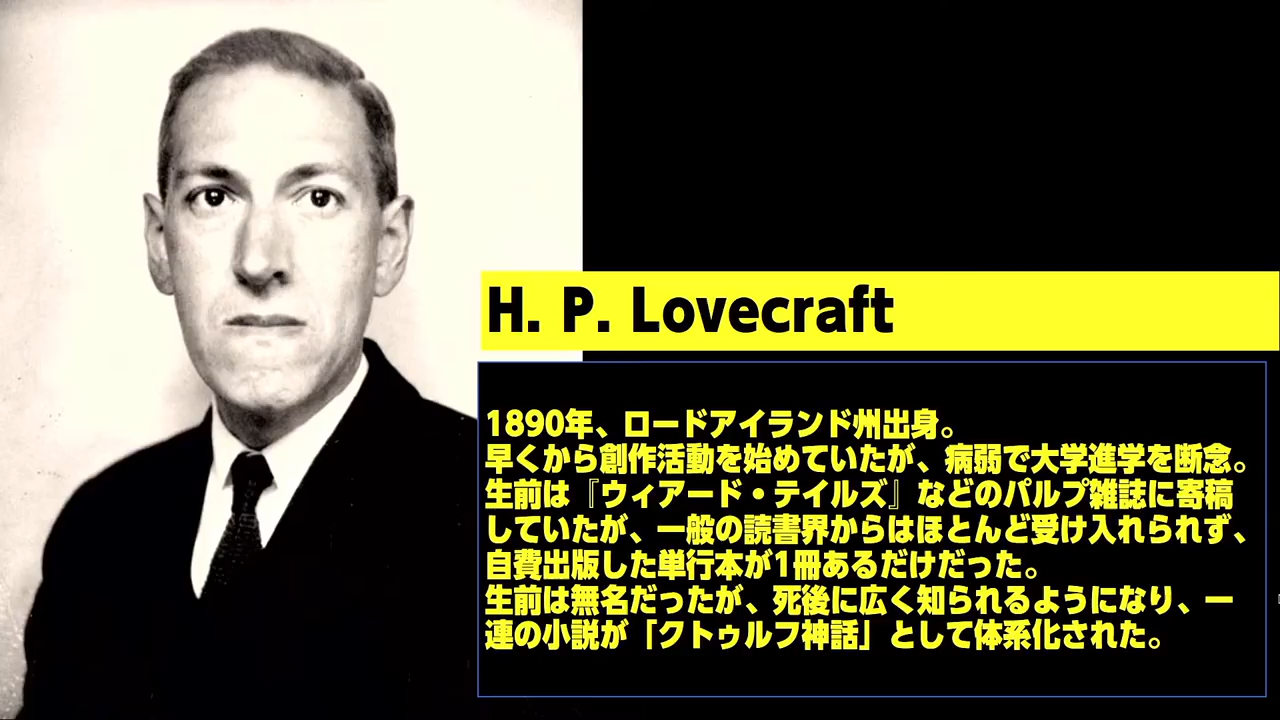 H. P. Lovecraft
1890年、ロードアイランド州出身。
早くから創作活動を始めていたが、病弱で大学進学を断念。
生前は『ウィアード・テイルズ』などのパルプ雑誌に寄稿
していたが、一般の読書界からはほとんど受け入れられず、
自費出版した単行本が1冊あるだけだった。
生前は無名だったが、死後に広く知られるようになり、一
連の小説が「クトゥルフ神話」として体系化された。